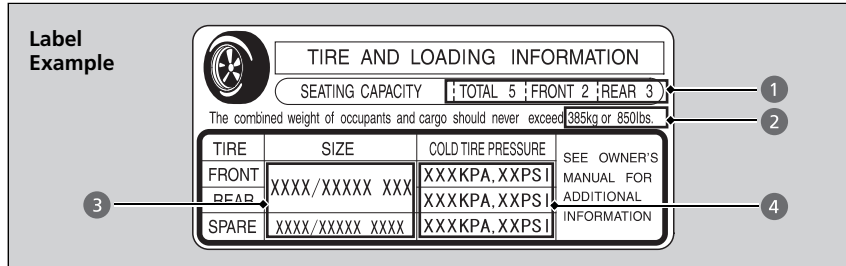 Label
Example
TIRE AND LOADING INFORMATION
SEATING CAPACITY TOTAL 5 FRONT 2 REAR 3
1
The combined weight of occupants and cargo should never exceed 385kg or 850lbs.
2
TIRE SIZE COLD TIRE PRESSURE SEE OWNER'S MANUAL FOR ADDITIONAL INFORMATION
FRONT XXXX/XXXXX XXX XXXKPA,XXPSI
REAR XXXKPA,XXPSI
3
4
SPARE XXXX/XXXXX XXXX XXXKPA,XXPSI